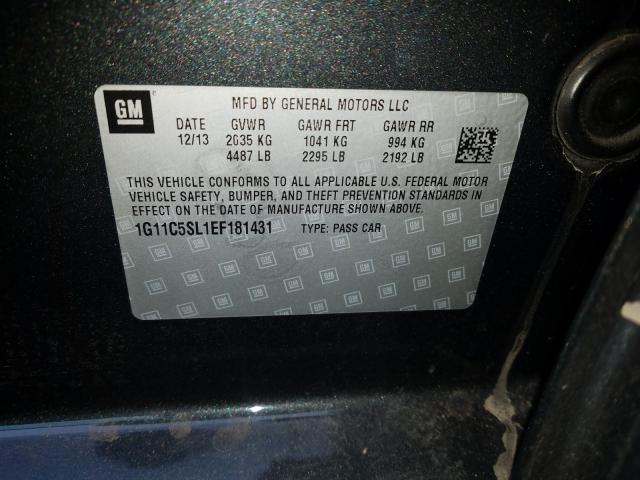 GM
MFD BY GENERAL MOTORS LLC
DATE GVWR GAWR FRT GAWR RR
12/13 2035 KG 1041 KG 994 KG
4487 LB 2295 LB 2192 LB
THIS VEHICLE CONFORMS TO ALL APPLICABLE U.S. FEDERAL MOTOR
VEHICLE SAFETY, BUMPER, AND THEFT PREVENTION STANDARDS IN
EFFECT ON THE DATE OF MANUFACTURE SHOWN ABOVE.
1G11C5SL1EF181431 TYPE: PASS CAR